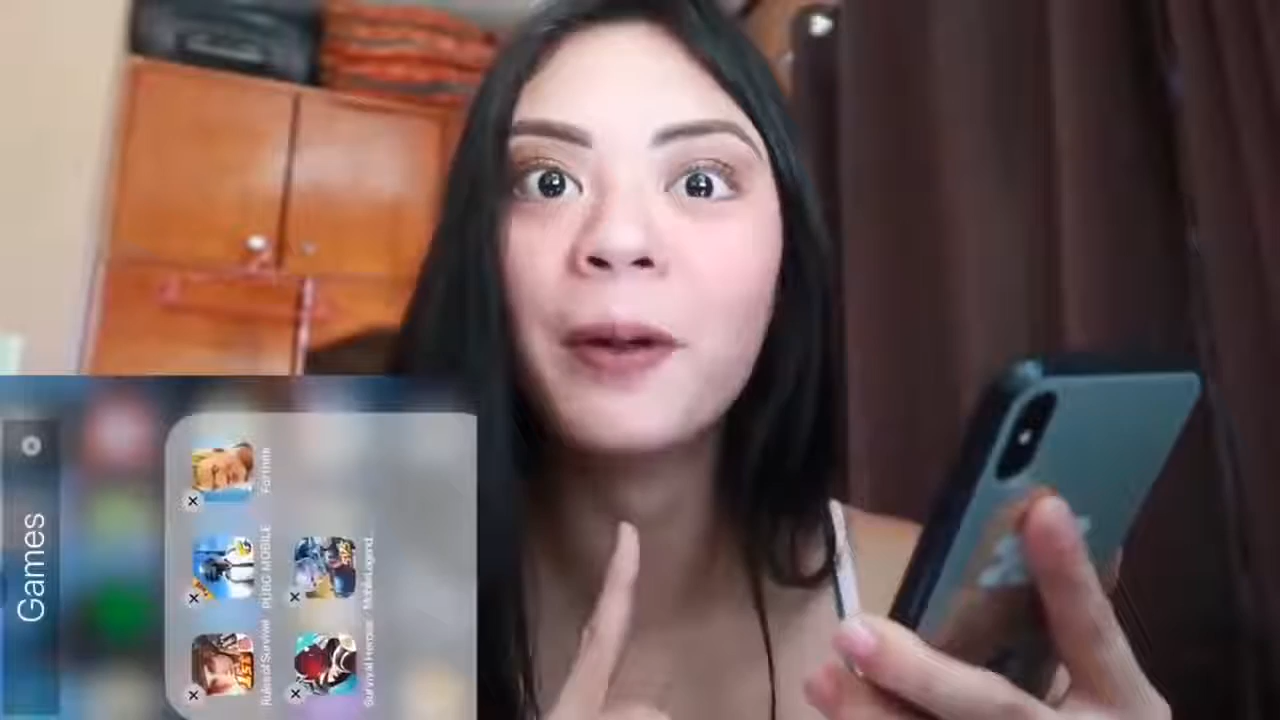 Games
Rules of Survival
PUBG MOBILE
Fortnite
Survival Heroes
Mobile Legend...